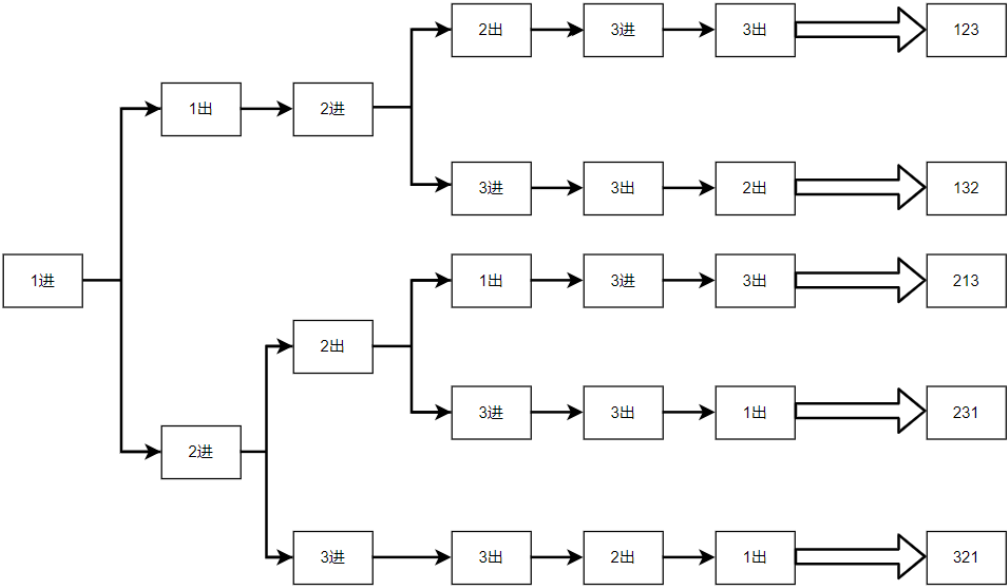 2出 3进 3出 123
1出 2进
3进 3出 2出 132
1进
1出 3进 3出 213
2出
3进 3出 1出 231
2进
3进 3出 2出 1出 321